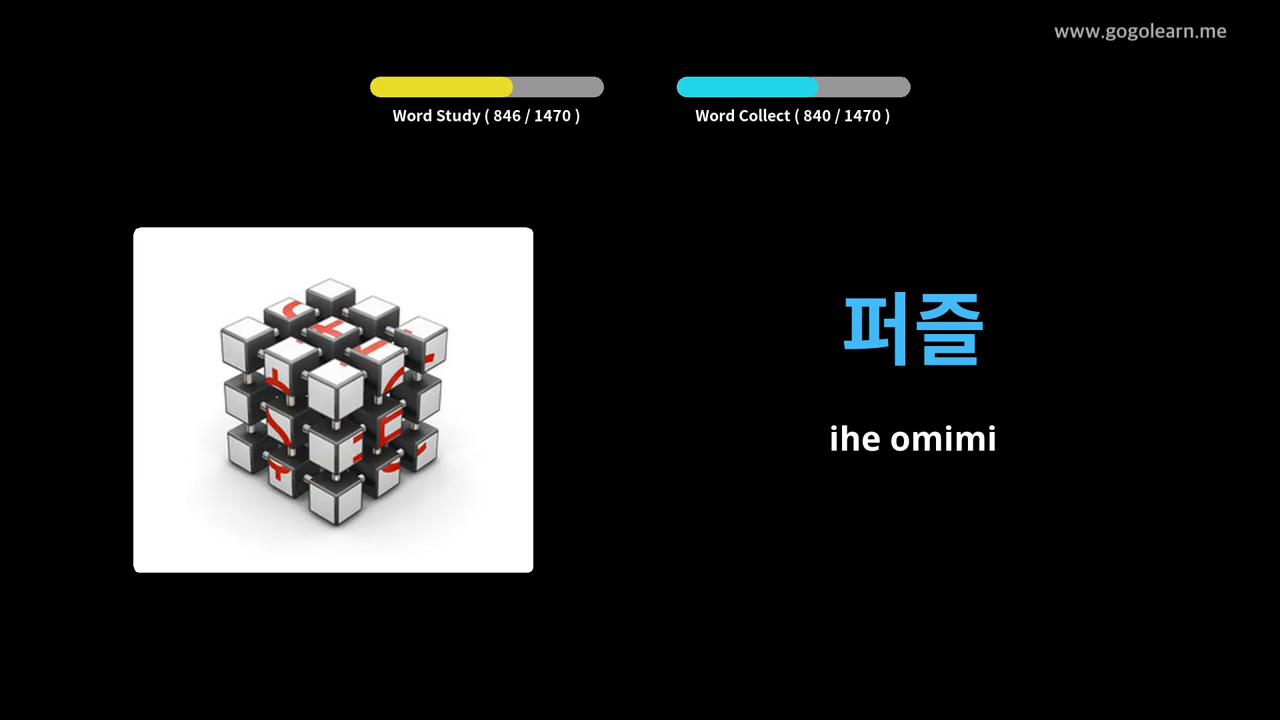 www.gogolearn.me
Word Study ( 846 / 1470 )
Word Collect ( 840 / 1470 )
퍼즐
ihe omimi